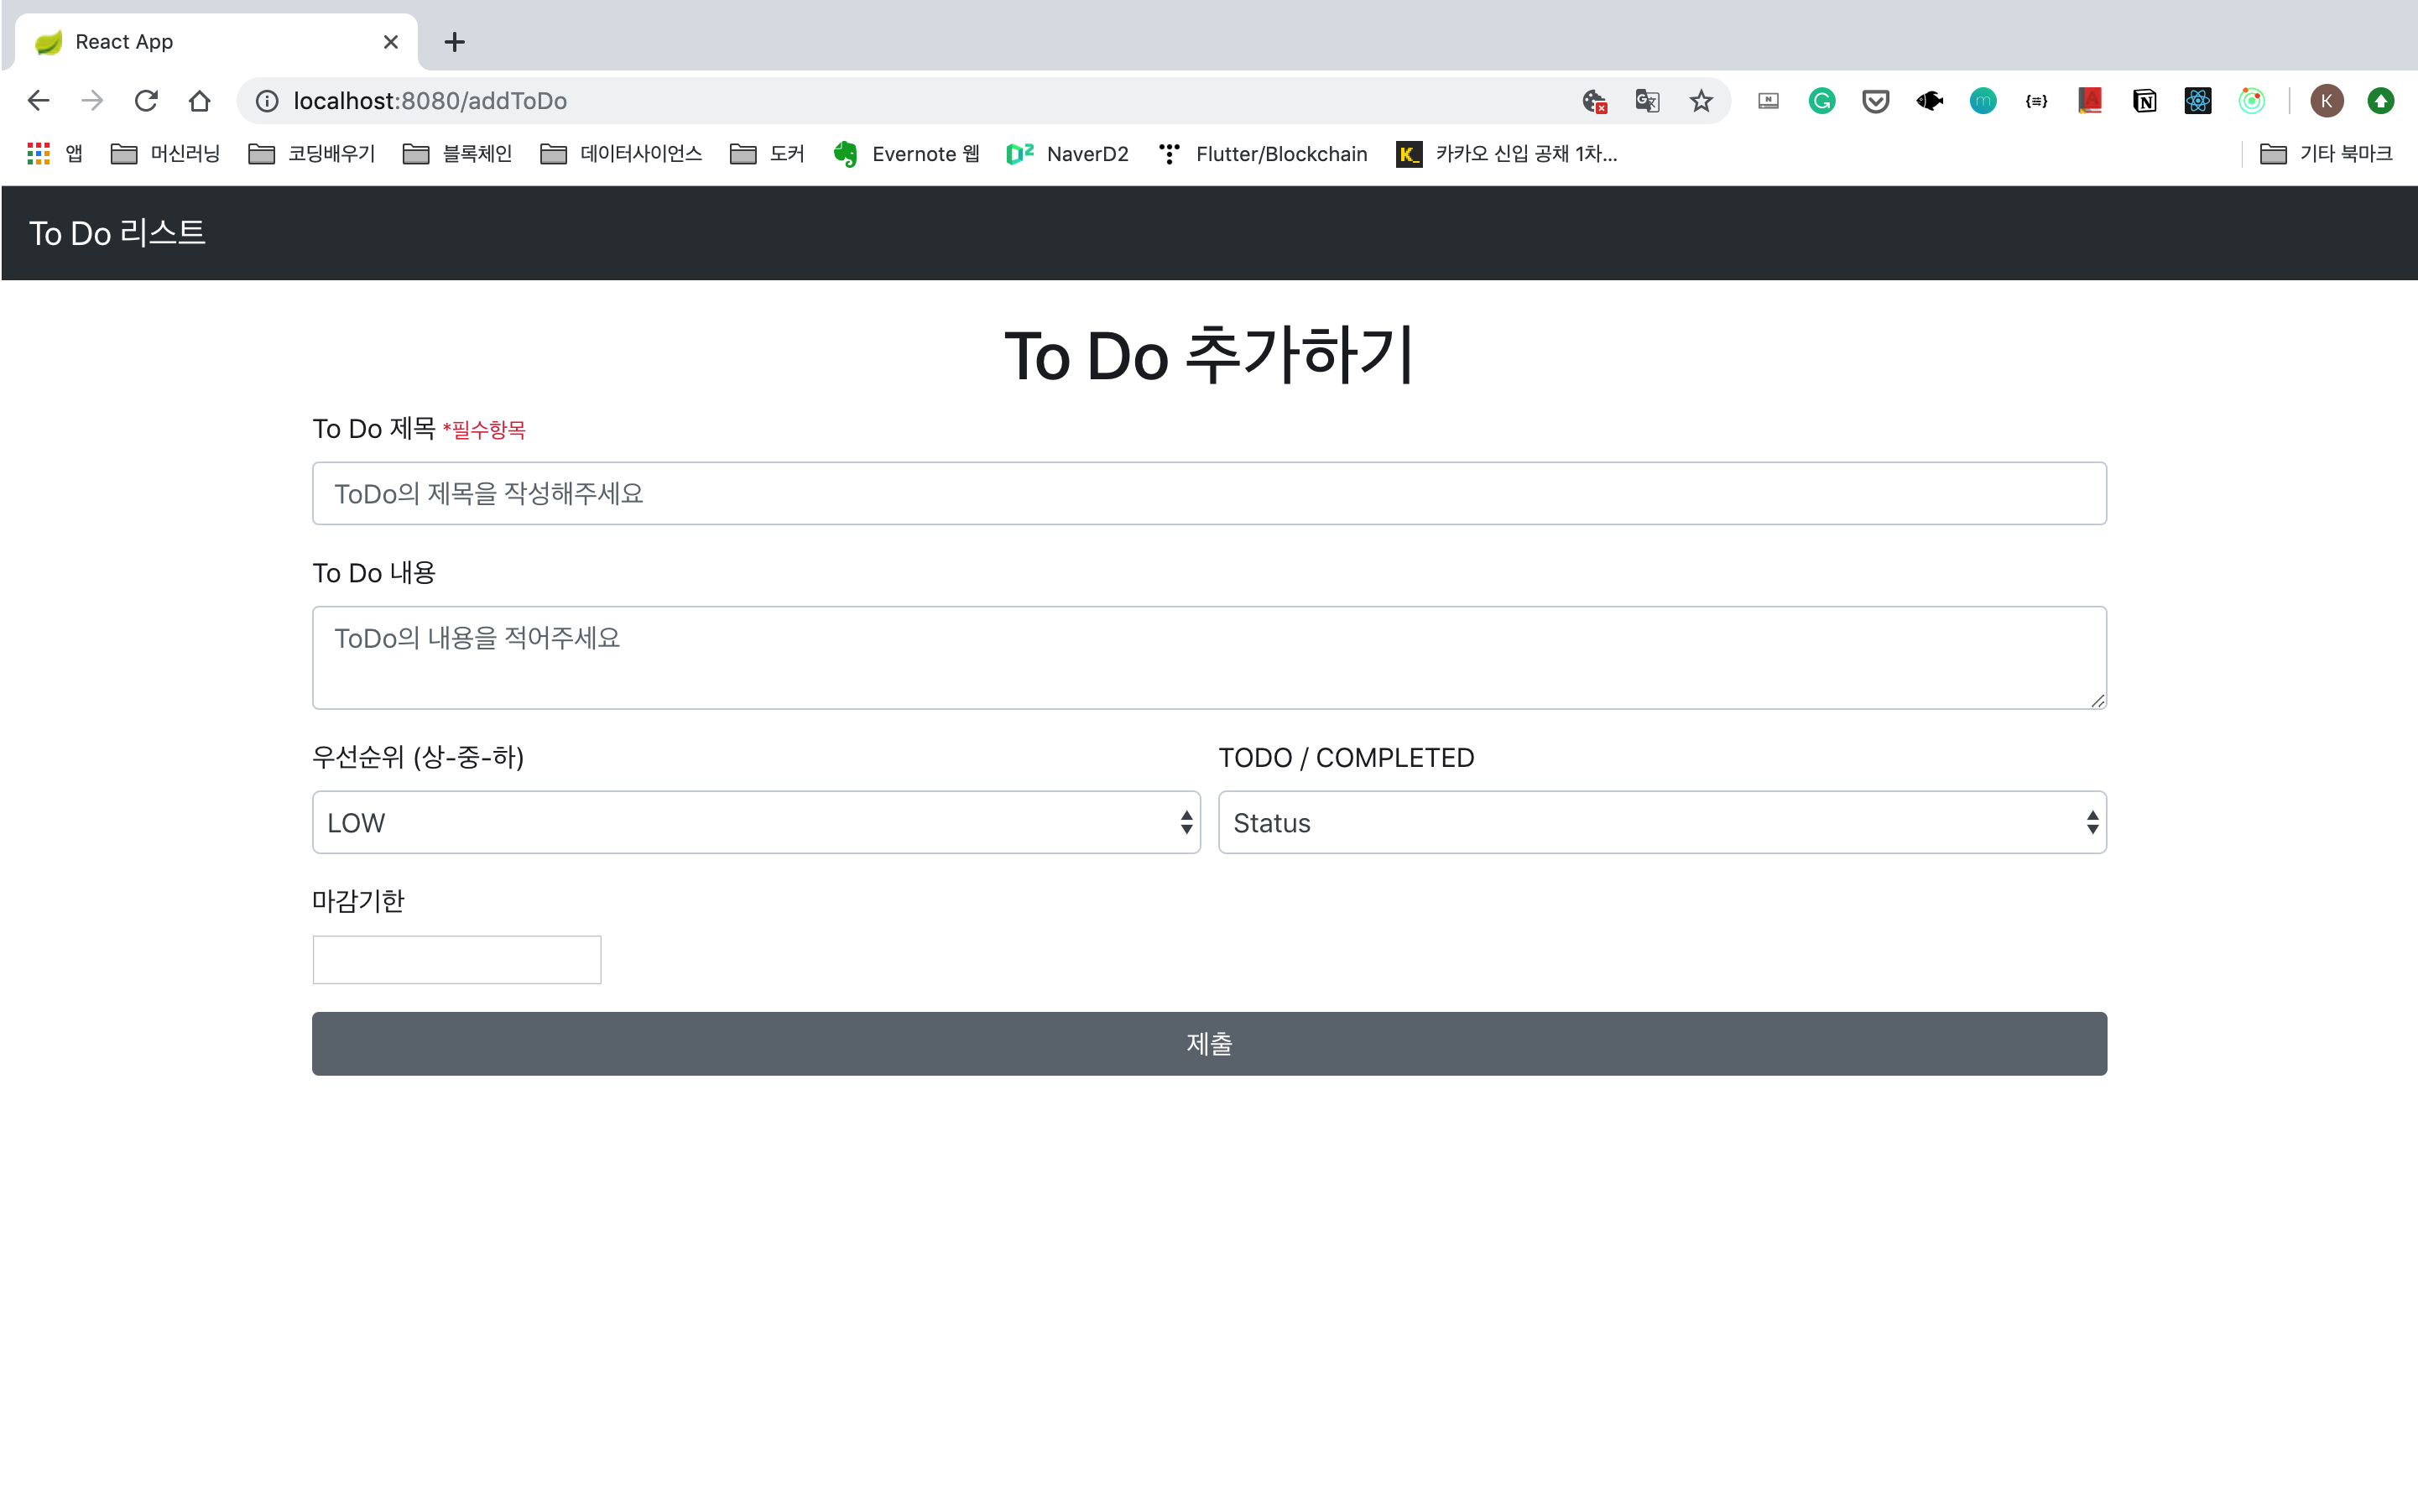 React App
localhost:8080/addToDo
앱 머신러닝 코딩배우기 블록체인 데이터사이언스 도커 Evernote 웹 NaverD2 Flutter/Blockchain 카카오 신입 공채 1차... 기타 북마크
To Do 리스트
To Do 추가하기
To Do 제목 *필수항목
ToDo의 제목을 작성해주세요
To Do 내용
ToDo의 내용을 적어주세요
우선순위 (상-중-하) TODO / COMPLETED
LOW Status
마감기한
제출